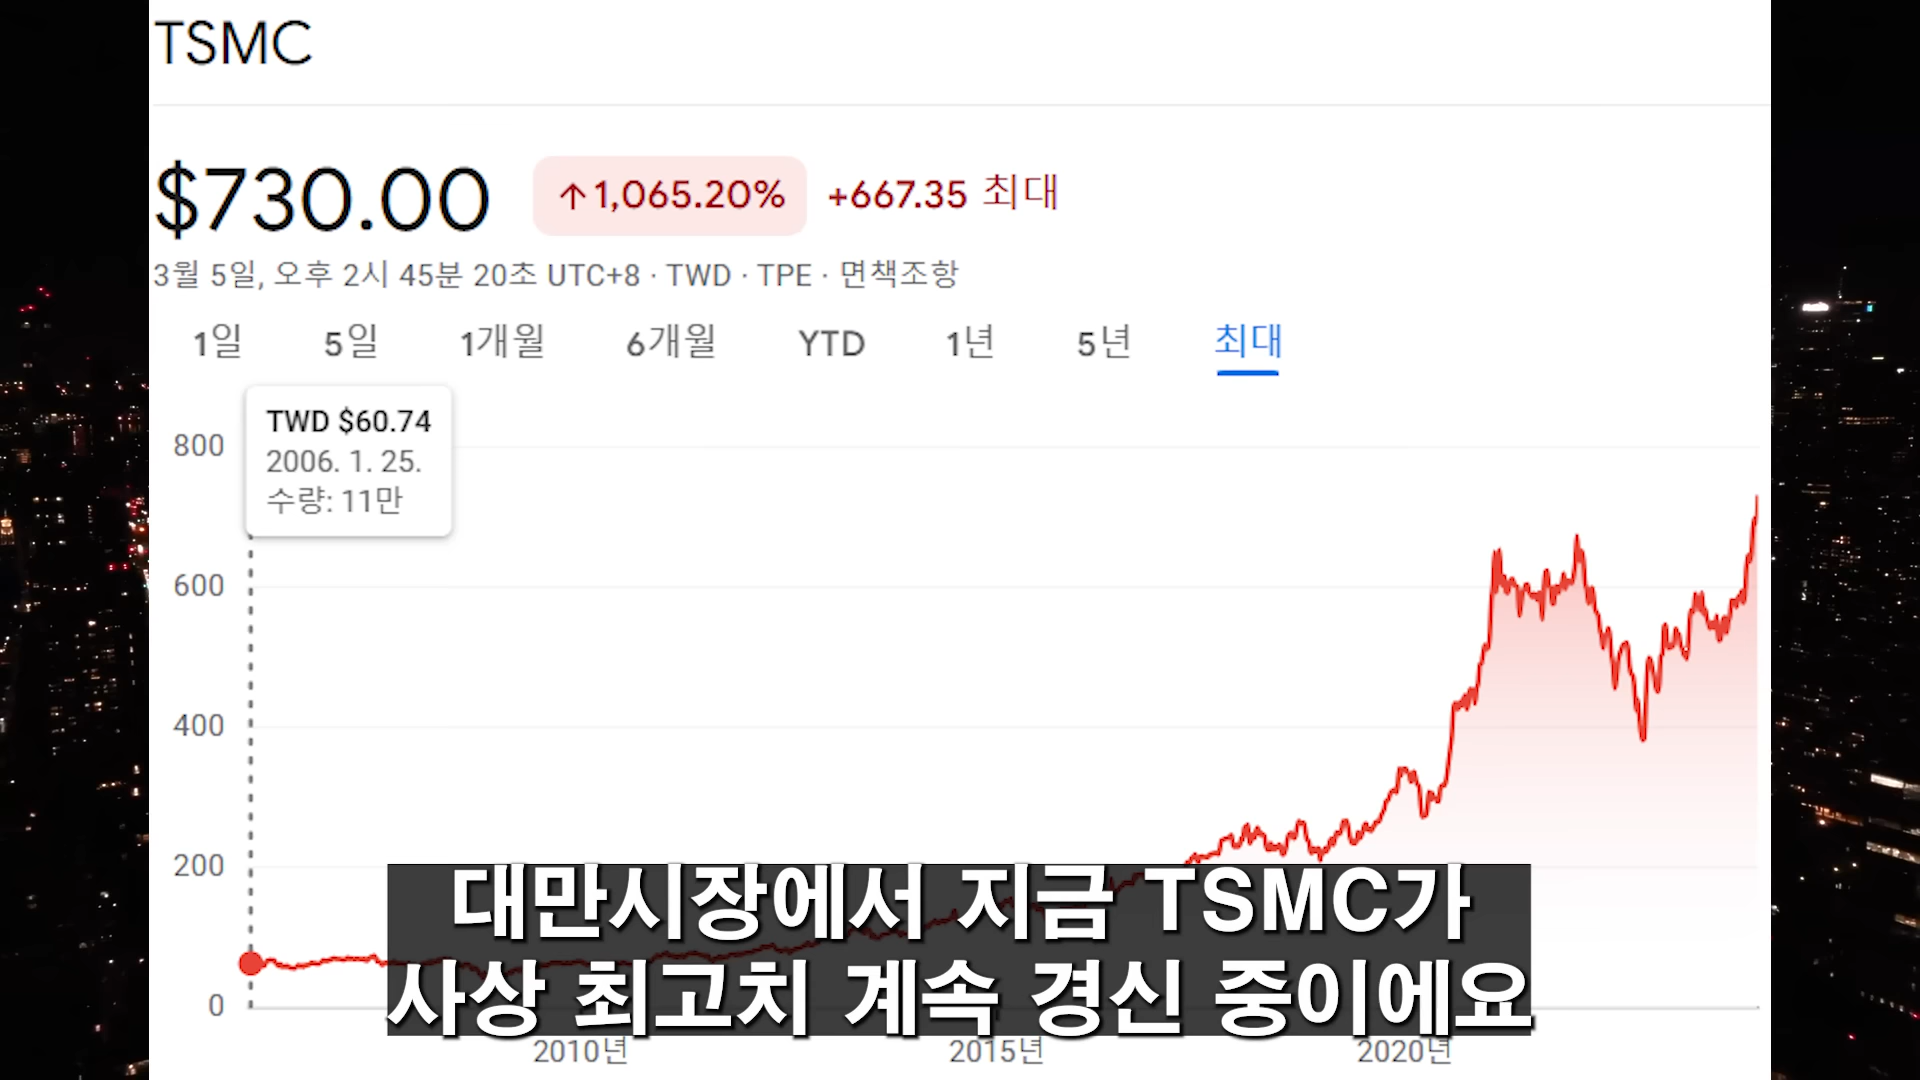 TSMC
$730.00 ↑1,065.20% +667.35 최대
3월 5일, 오후 2시 45분 20초 UTC+8 · TWD · TPE · 면책조항
1일 5일 1개월 6개월 YTD 1년 5년 최대
TWD $60.74
2006. 1. 25.
수량: 11만
800
600
400
200
0
대만시장에서 지금 TSMC가
사상 최고치 계속 경신 중이에요
2010년 2015년 2020년